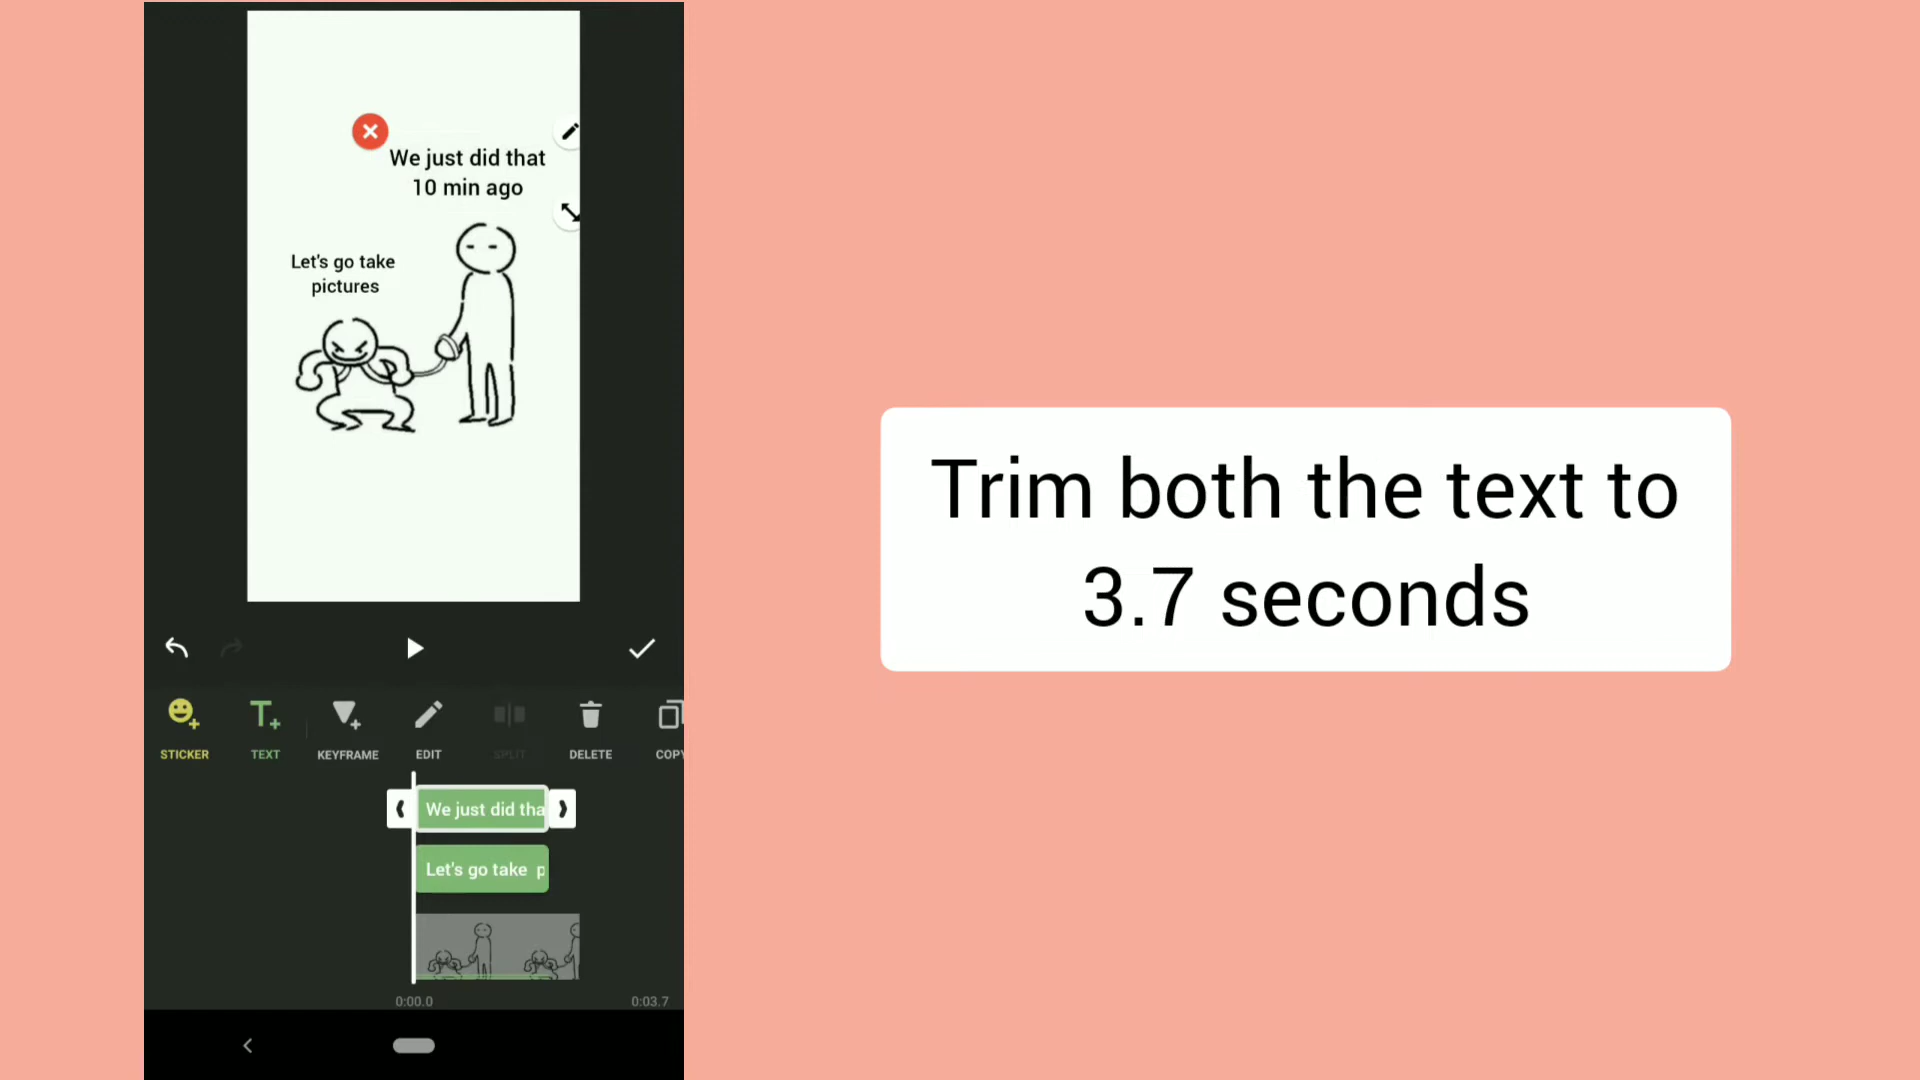 We just did that
10 min ago
Let's go take
pictures
STICKER
TEXT
KEYFRAME
EDIT
SPLIT
DELETE
COPY
We just did tha
Let's go take p
0:00.0
0:03.7
Trim both the text to
3.7 seconds